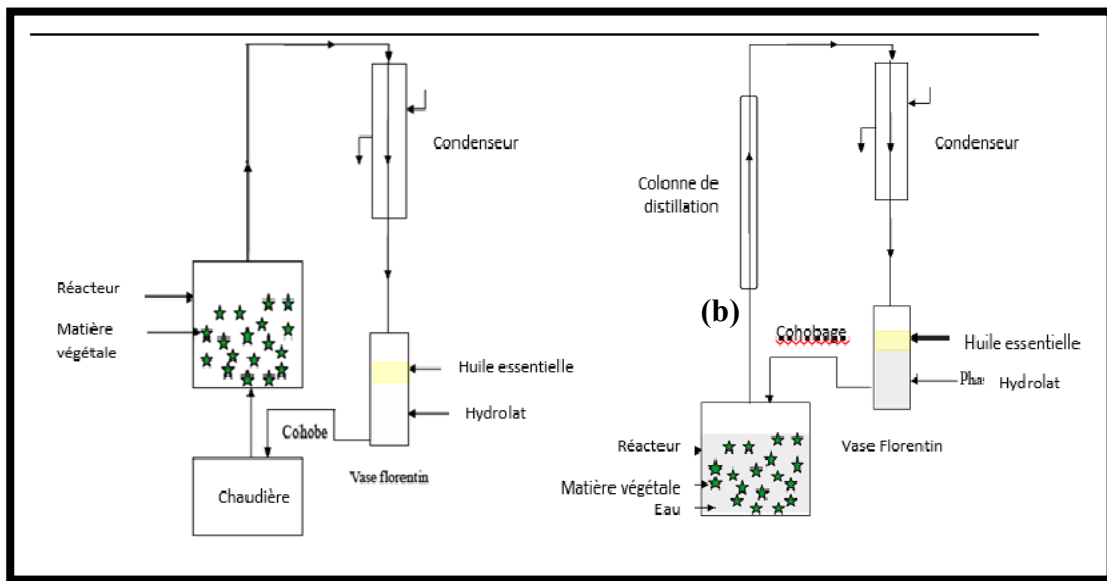 Condenseur
Réacteur
Matière
végétale
Huile essentielle
Hydrolat
Cohobe
Vase florentin
Chaudière
Condenseur
Colonne de
distillation
(b)
Cohobage
Huile essentielle
Hydrolat
Vase Florentin
Réacteur
Matière végétale
Eau